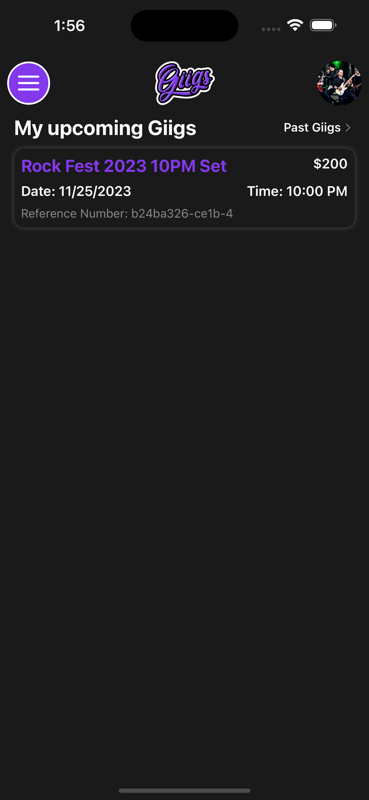 1:56
Giigs
My upcoming Giigs
Past Giigs
Rock Fest 2023 10PM Set
$200
Date: 11/25/2023
Time: 10:00 PM
Reference Number: b24ba326-ce1b-4